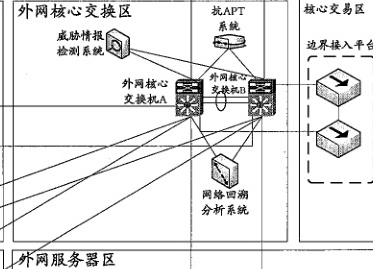 外网核心交换区
抗APT
系统
核心交易区
威胁情报
检测系统
边界接入平台
外网核心
交换机A
外网核心
交换机B
网络回溯
分析系统
外网服务器区